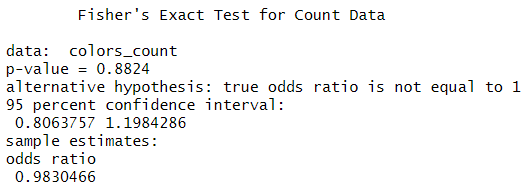 Fisher's Exact Test for Count Data
data:  colors_count
p-value = 0.8824
alternative hypothesis: true odds ratio is not equal to 1
95 percent confidence interval:
 0.8063757 1.1984286
sample estimates:
odds ratio
 0.9830466